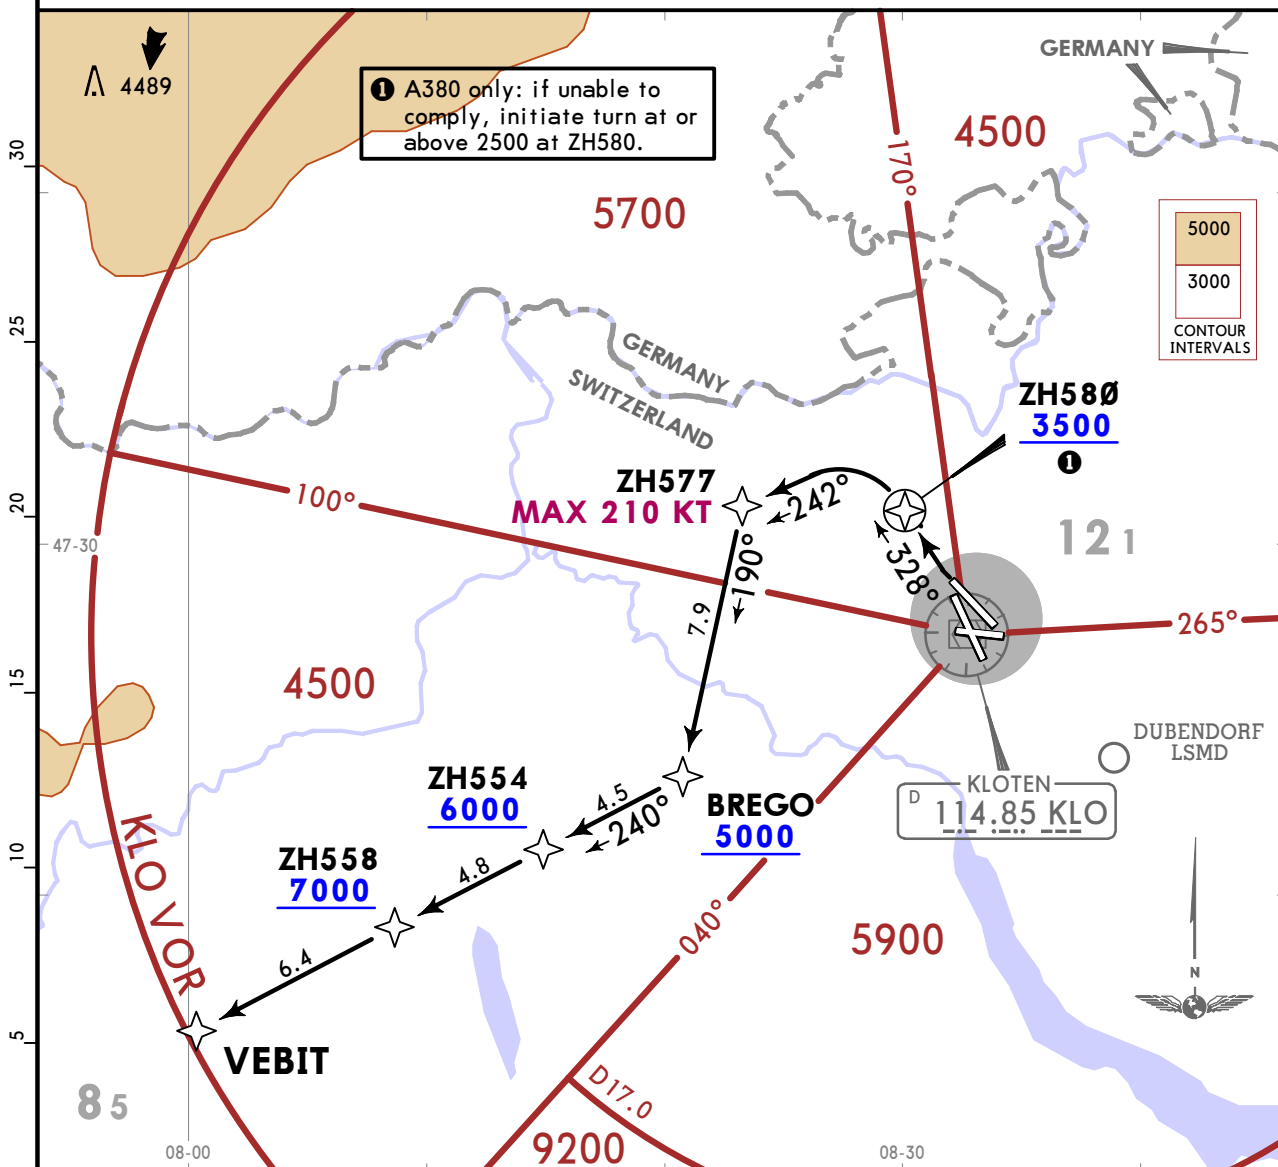 4489
❶ A380 only: if unable to
comply, initiate turn at or
above 2500 at ZH580.
GERMANY
4500
170°
5700
30
5000
3000
CONTOUR
INTERVALS
25
GERMANY
SWITZERLAND
ZH58Ø
3500
❶
ZH577
MAX 210 KT
100°
242°
20
47-30
328°
12 1
190°
7.9
265°
15
4500
DUBENDORF
LSMD
KLOTEN
D 114.85 KLO
ZH554
6000
4.5
240°
BREGO
5000
KLO VOR
10
ZH558
7000
4.8
040°
5900
6.4
N
5
VEBIT
8 5
D17.0
08-00
9200
08-30